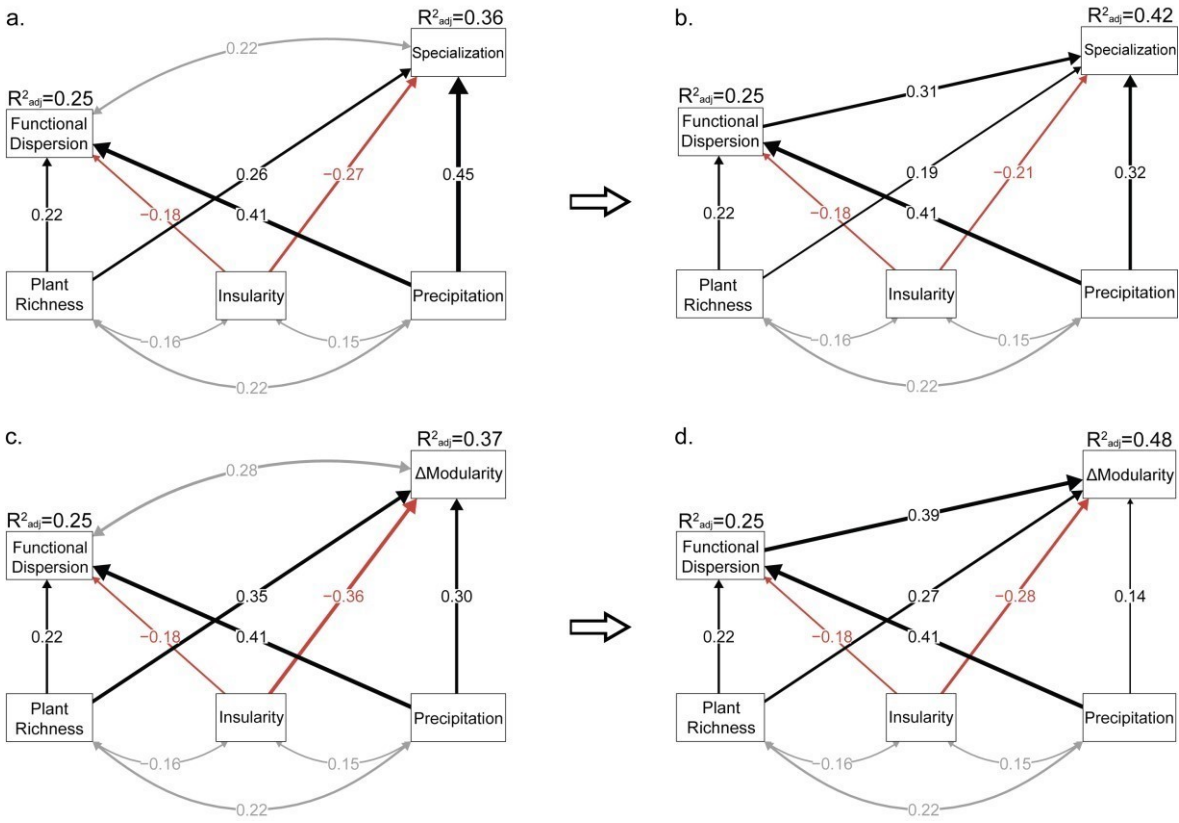 a.
R²adj=0.36
Specialization
0.22
R²adj=0.25
Functional
Dispersion
0.26
−0.27
0.45
0.22
−0.18
0.41
Plant
Richness
Insularity
Precipitation
−0.16
0.15
0.22
b.
R²adj=0.42
Specialization
0.31
R²adj=0.25
Functional
Dispersion
0.19
−0.21
0.32
0.22
−0.18
0.41
Plant
Richness
Insularity
Precipitation
−0.16
0.15
0.22
c.
R²adj=0.37
ΔModularity
0.28
R²adj=0.25
Functional
Dispersion
0.35
−0.36
0.30
0.22
−0.18
0.41
Plant
Richness
Insularity
Precipitation
−0.16
0.15
0.22
d.
R²adj=0.48
ΔModularity
0.39
R²adj=0.25
Functional
Dispersion
0.27
−0.28
0.14
0.22
−0.18
0.41
Plant
Richness
Insularity
Precipitation
−0.16
0.15
0.22